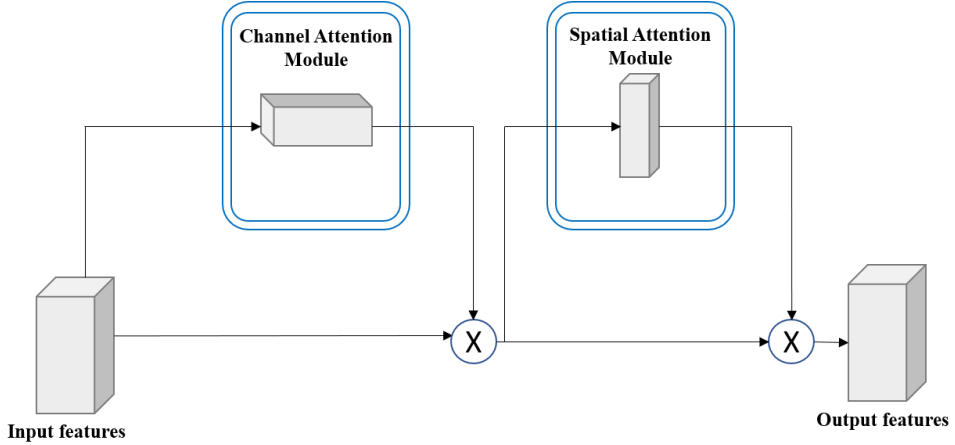 Channel Attention
Module
Spatial Attention
Module
X
X
Input features
Output features